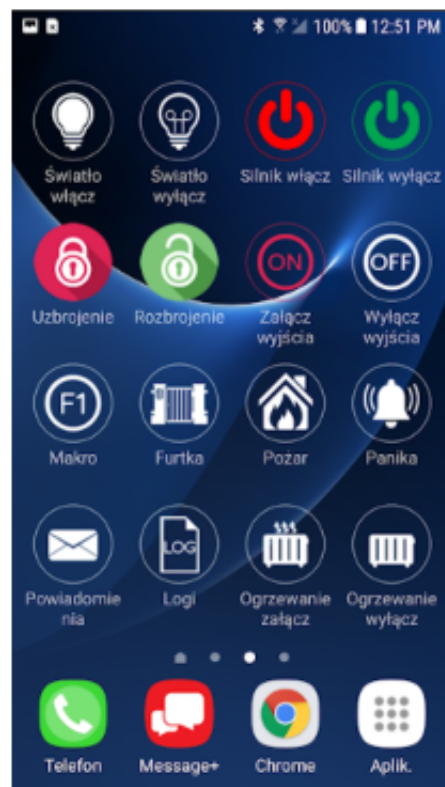 100% 12:51 PM
Światło Światło Silnik włącz Silnik wyłącz
włącz wyłącz
ON OFF
Uzbrojenie Rozbrojenie Załącz Wyłącz
wyjścia wyjścia
F1
Makro Furtka Pożar Panika
LOG
Powiadomie Logi Ogrzewanie Ogrzewanie
nia załącz wyłącz
Telefon Message+ Chrome Aplik.